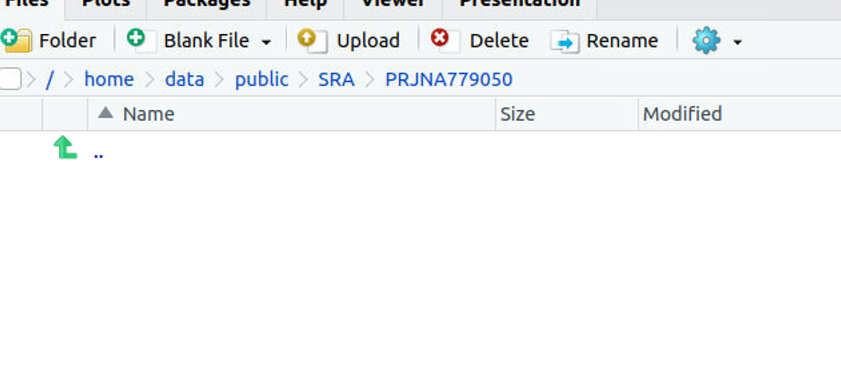 Files Plots Packages Help Viewer Presentation
Folder Blank File Upload Delete Rename
/ home data public SRA PRJNA779050
Name Size Modified
..